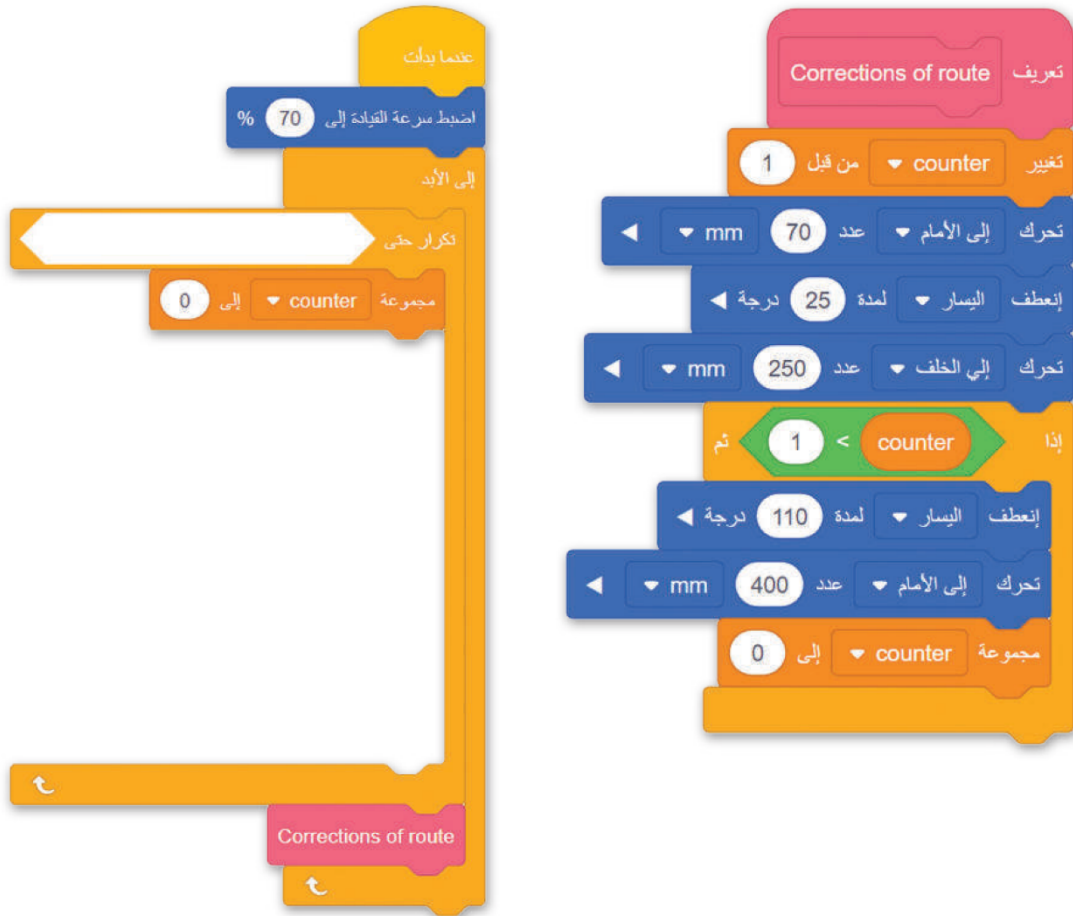 عندما بدأت
اضبط سرعة القيادة إلى 70 %
إلى الأبد
تكرار حتى
مجموعة counter إلى 0
Corrections of route
تعريف Corrections of route
تغيير counter من قبل 1
تحرك إلى الأمام عدد 70 mm
إنعطف اليسار لمدة 25 درجة
تحرك إلي الخلف عدد 250 mm
إذا counter > 1 ثم
إنعطف اليسار لمدة 110 درجة
تحرك إلى الأمام عدد 400 mm
مجموعة counter إلى 0